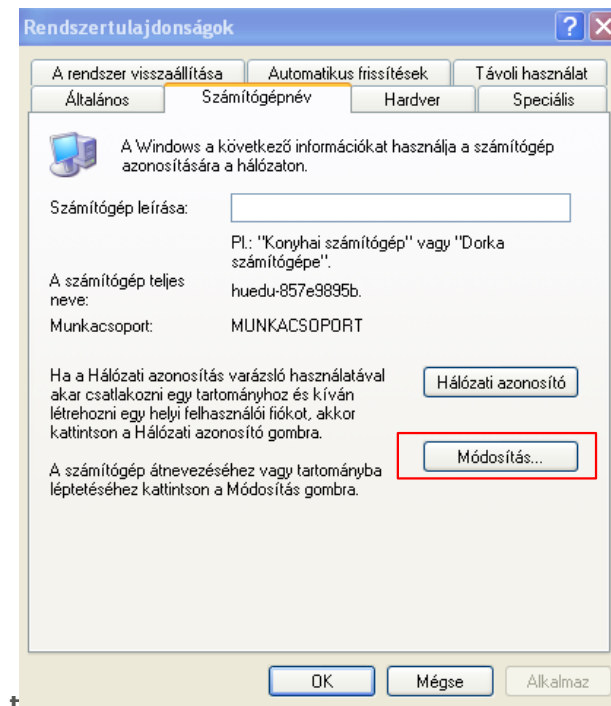 Rendszertulajdonságok
A rendszer visszaállítása
Automatikus frissítések
Távoli használat
Általános
Számítógépnév
Hardver
Speciális
A Windows a következő információkat használja a számítógép
azonosítására a hálózaton.
Számítógép leírása:
Pl.: "Konyhai számítógép" vagy "Dorka
számítógépe".
A számítógép teljes
neve:
huedu-857e9895b.
Munkacsoport:
MUNKACSOPORT
Ha a Hálózati azonosítás varázsló használatával
akar csatlakozni egy tartományhoz és kíván
létrehozni egy helyi felhasználói fiókot, akkor
kattintson a Hálózati azonosító gombra.
Hálózati azonosító
A számítógép átnevezéséhez vagy tartományba
léptetéséhez kattintson a Módosítás gombra.
Módosítás...
OK
Mégse
Alkalmaz
t